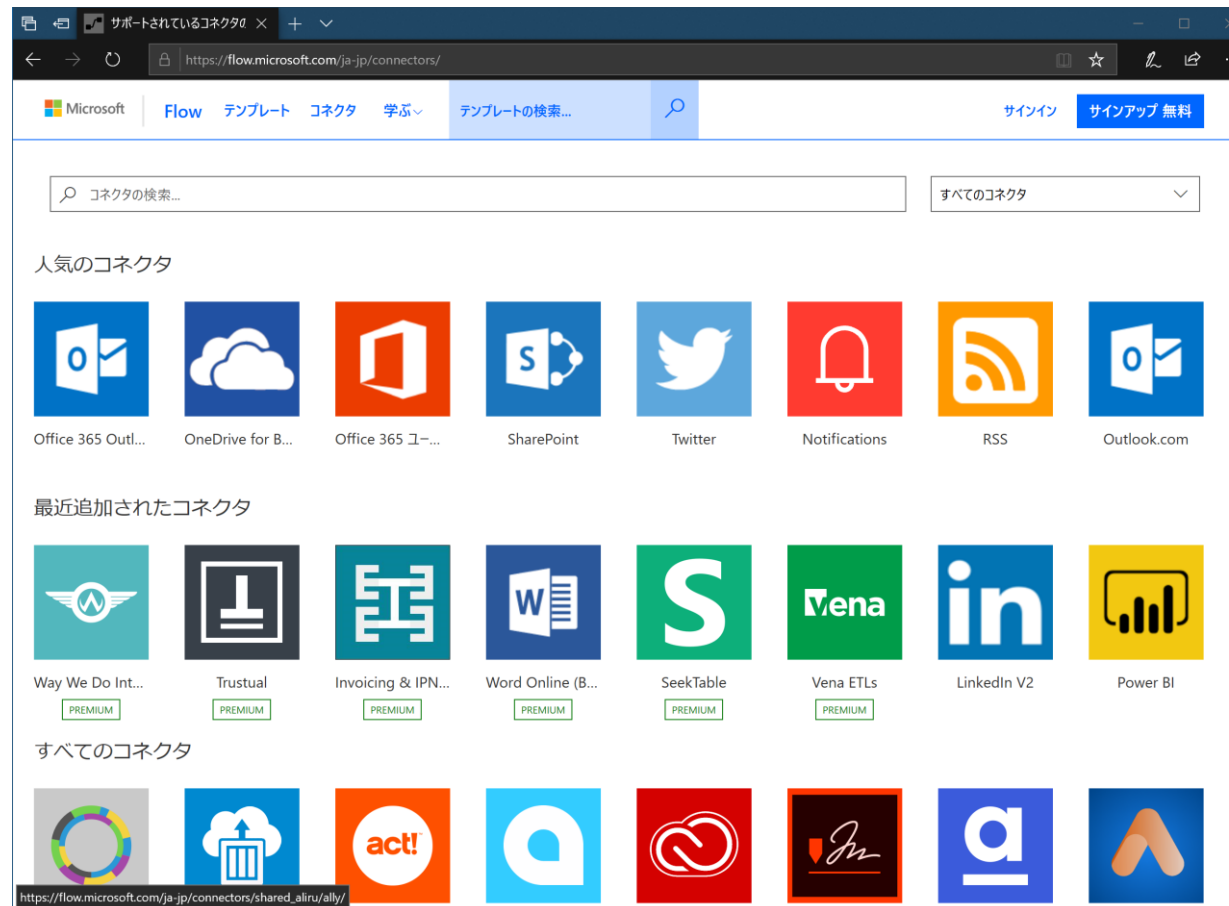 サポートされているコネクタの
https://flow.microsoft.com/ja-jp/connectors/
Microsoft Flow テンプレート コネクタ 学ぶ テンプレートの検索... サインイン サインアップ 無料
コネクタの検索... すべてのコネクタ
人気のコネクタ
O S O
Office 365 Outl... OneDrive for B... Office 365 ユー... SharePoint Twitter Notifications RSS Outlook.com
最近追加されたコネクタ
W S Vena in
Way We Do Int... Trustual Invoicing & IPN... Word Online (B... SeekTable Vena ETLs LinkedIn V2 Power BI
PREMIUM PREMIUM PREMIUM PREMIUM PREMIUM PREMIUM
すべてのコネクタ
act! a
https://flow.microsoft.com/ja-jp/connectors/shared_aliru/ally/